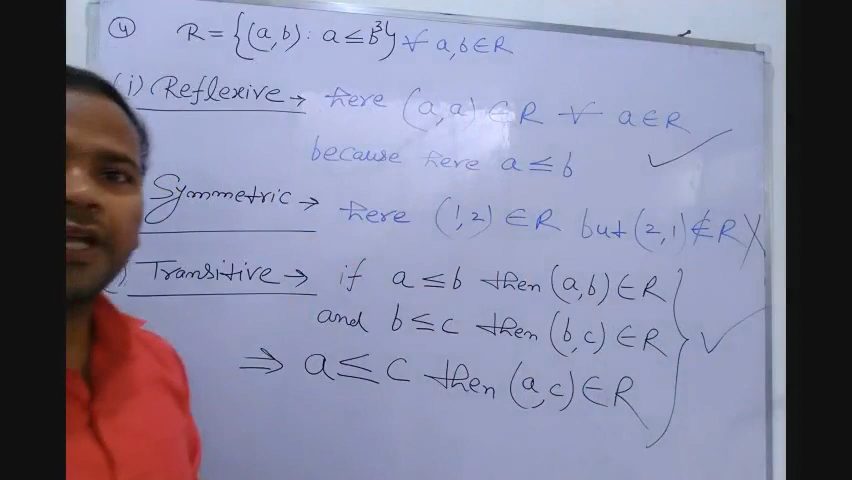 ④ R = {(a,b) : a ≤ b³} ∀ a,b ∈ R
(i) Reflexive → here (a,a) ∈ R ∀ a ∈ R
because here a ≤ b ✓
Symmetric → here (1,2) ∈ R but (2,1) ∉ R X
) Transitive → if a ≤ b then (a,b) ∈ R
and b ≤ c then (b,c) ∈ R } ✓
⇒ a ≤ c then (a,c) ∈ R